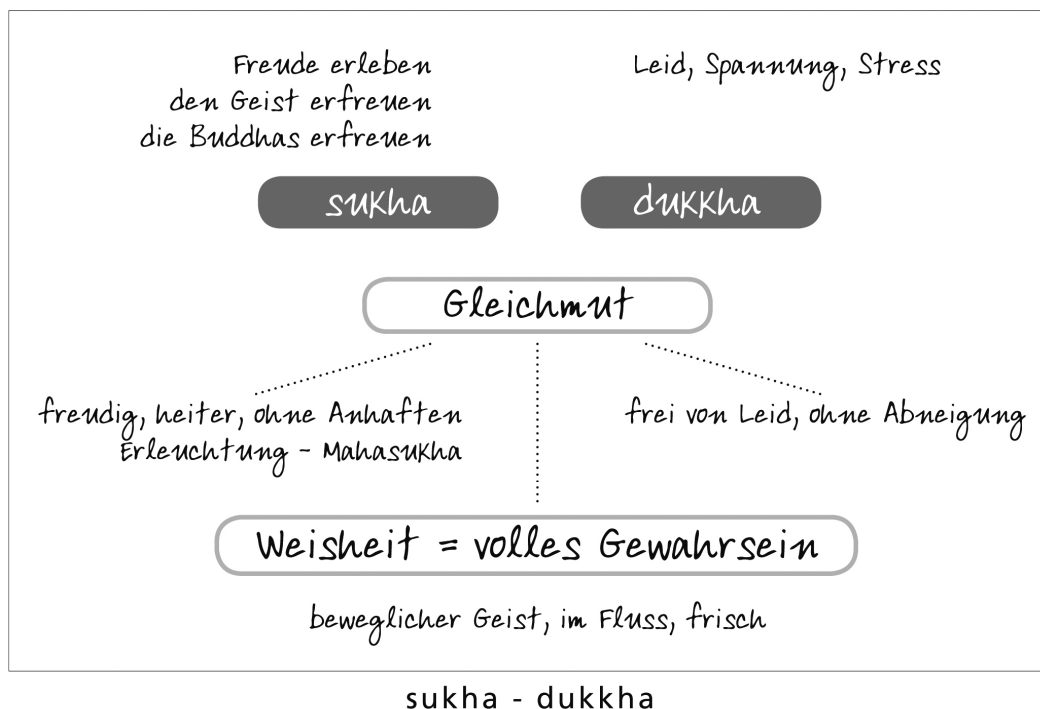 Freude erleben
den Geist erfreuen
die Buddhas erfreuen
Leid, Spannung, Stress
sukha
dukkha
Gleichmut
freudig, heiter, ohne Anhaften
Erleuchtung - Mahasukha
frei von Leid, ohne Abneigung
Weisheit = volles Gewahrsein
beweglicher Geist, im Fluss, frisch
sukha - dukkha